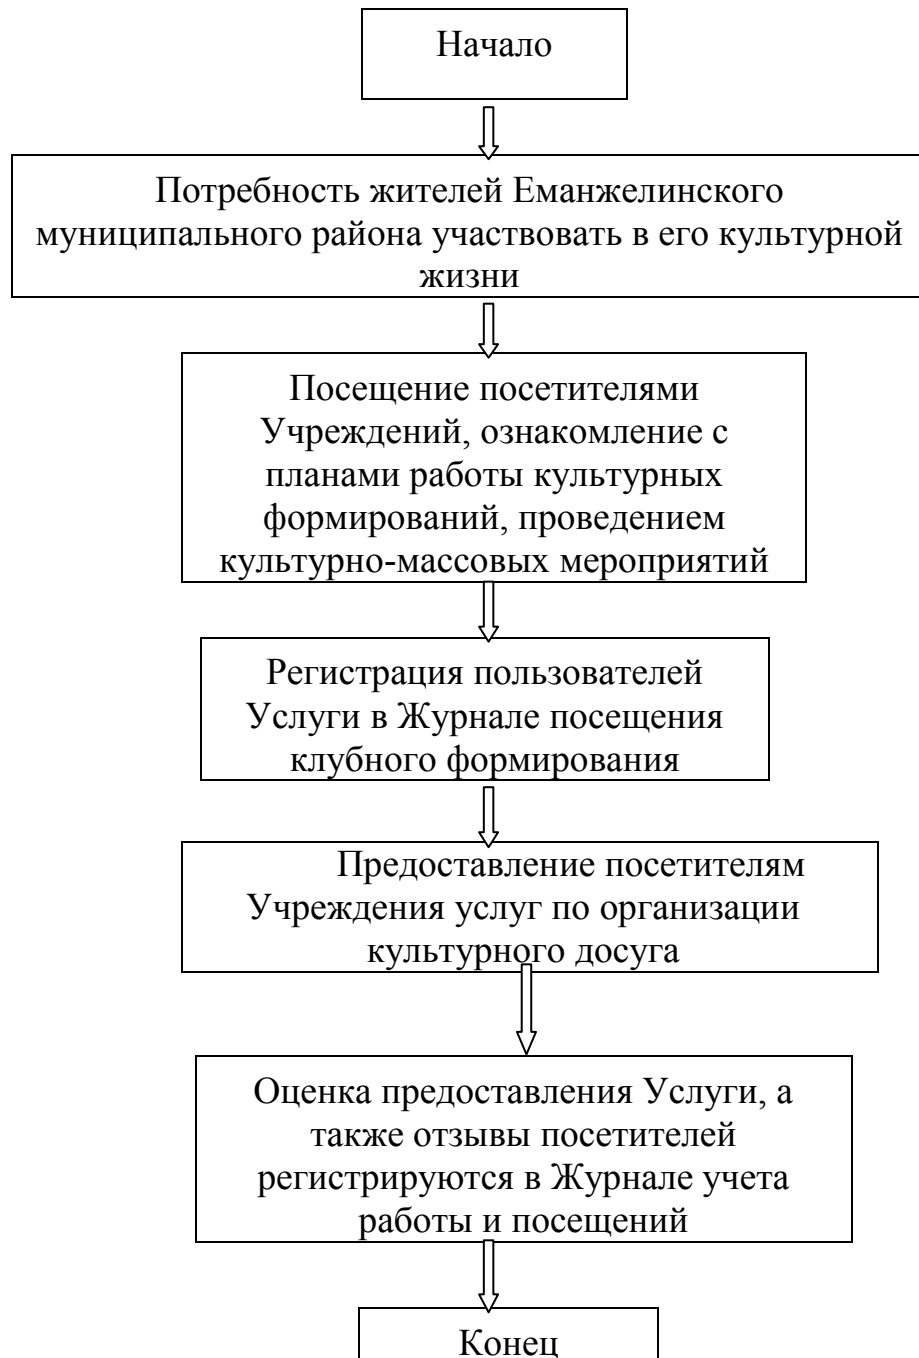 Начало
Потребность жителей Еманжелинского
муниципального района участвовать в его культурной
жизни
Посещение посетителями
Учреждений, ознакомление с
планами работы культурных
формирований, проведением
культурно-массовых мероприятий
Регистрация пользователей
Услуги в Журнале посещения
клубного формирования
Предоставление посетителям
Учреждения услуг по организации
культурного досуга
Оценка предоставления Услуги, а
также отзывы посетителей
регистрируются в Журнале учета
работы и посещений
Конец